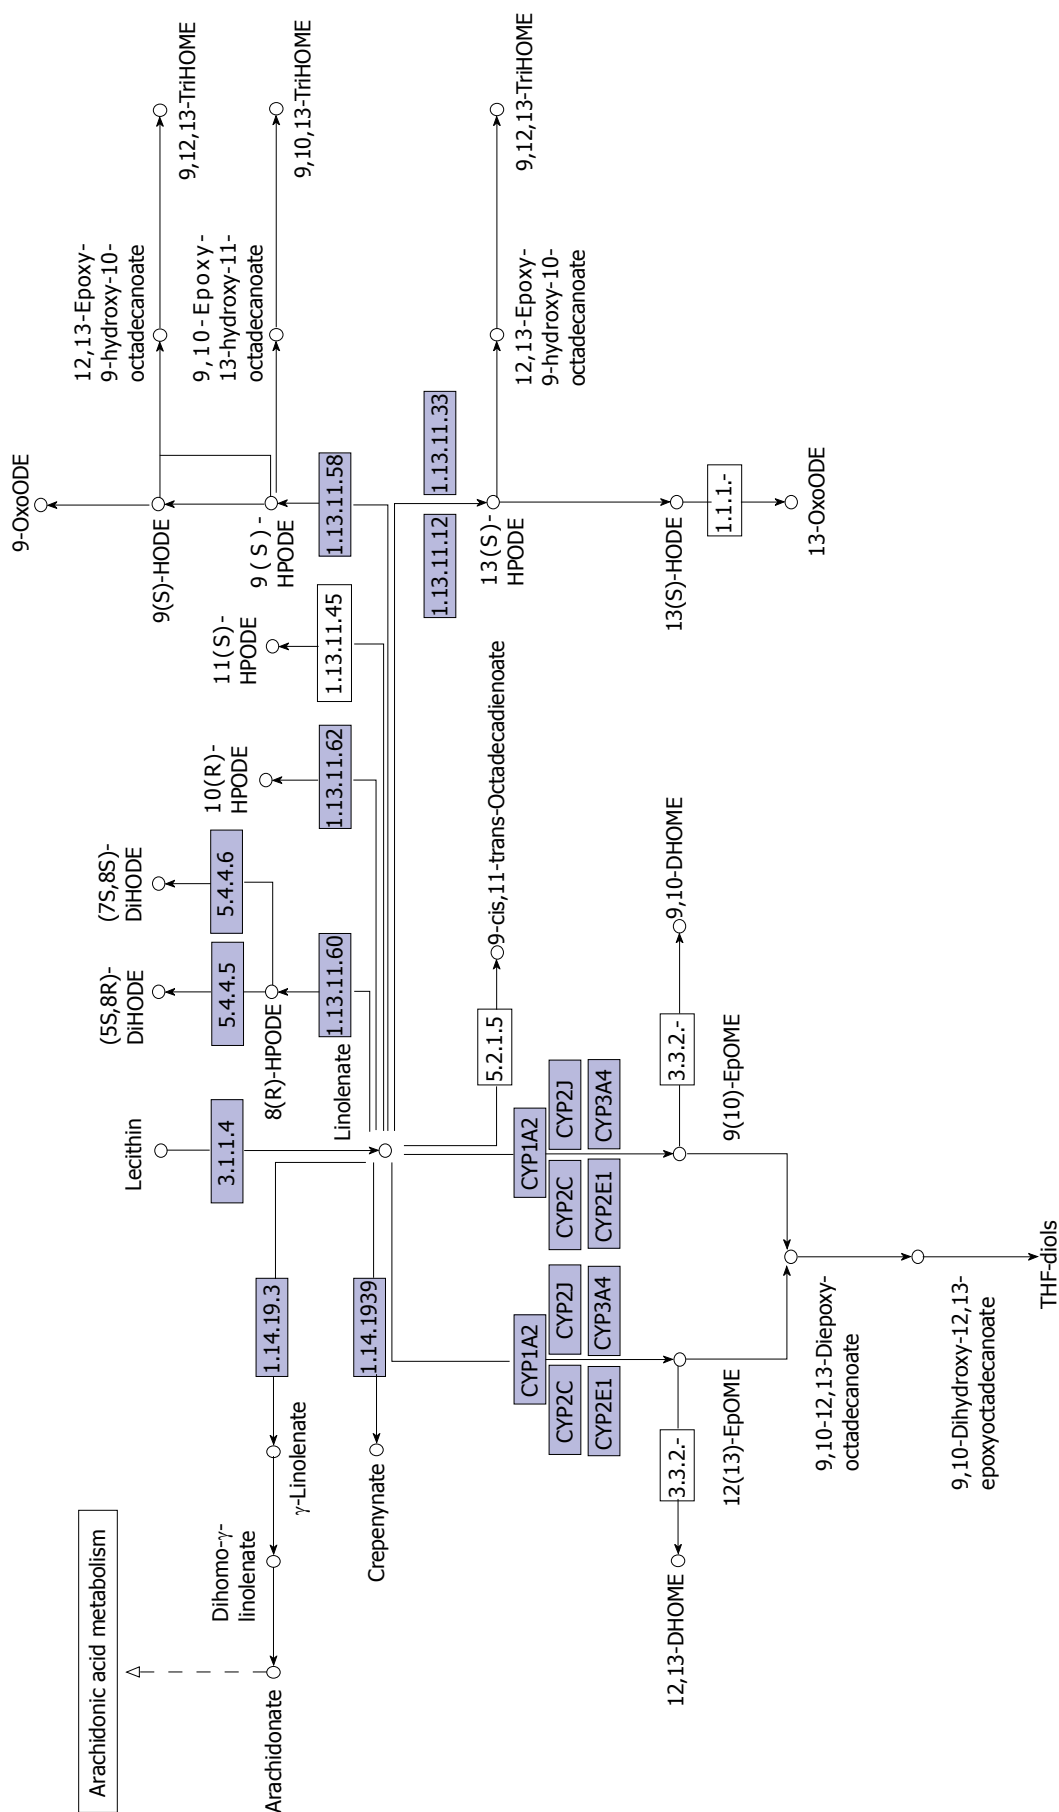 Arachidonic acid metabolism
Lecithin
3.1.1.4
(5S,8R)-
DiHODE
5.4.4.5
(7S,8S)-
DiHODE
5.4.4.6
8(R)-HPODE
1.13.11.60
10(R)-
HPODE
1.13.11.62
11(S)-
HPODE
1.13.11.45
9-OxoODE
9(S)-HODE
9(S)-
HPODE
1.13.11.58
12,13-Epoxy-
9-hydroxy-10-
octadecanoate
9,12,13-TriHOME
9,10-Epoxy-
13-hydroxy-11-
octadecanoate
9,10,13-TriHOME
Arachidonate
Dihomo-γ-
linolenate
γ-Linolenate
1.14.19.3
Linolenate
Crepenynate
1.14.1939
1.13.11.12
1.13.11.33
13(S)-
HPODE
12,13-Epoxy-
9-hydroxy-10-
octadecanoate
9,12,13-TriHOME
13(S)-HODE
1.1.1.-
13-OxoODE
5.2.1.5
9-cis,11-trans-Octadecadienoate
CYP1A2
CYP2C
CYP2J
CYP2E1
CYP3A4
CYP1A2
CYP2C
CYP2J
CYP2E1
CYP3A4
12,13-DHOME
3.3.2.-
12(13)-EpOME
3.3.2.-
9,10-DHOME
9(10)-EpOME
9,10-12,13-Diepoxy-
octadecanoate
9,10-Dihydroxy-12,13-
epoxyoctadecanoate
THF-diols